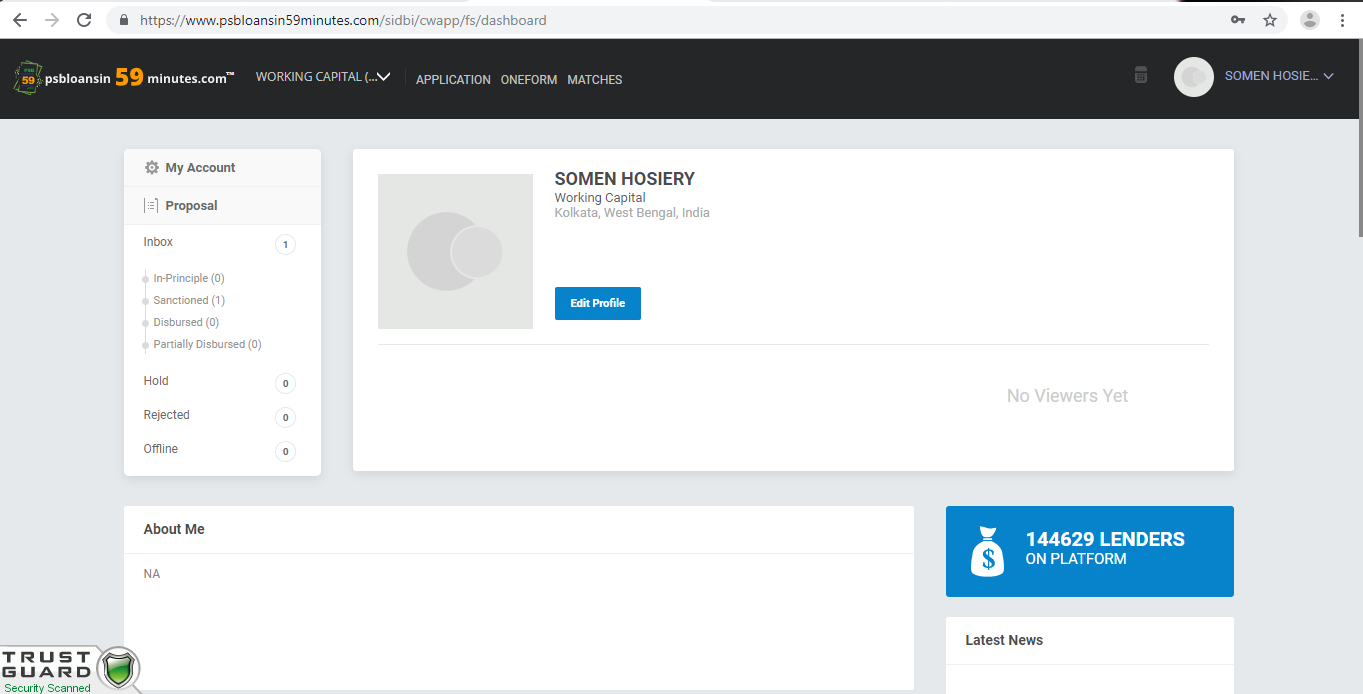 https://www.psbloansin59minutes.com/sidbi/cwapp/fs/dashboard
PSB 59 psbloansin 59 minutes.com™
WORKING CAPITAL (...
APPLICATION ONEFORM MATCHES
SOMEN HOSIE...
My Account
Proposal
Inbox 1
In-Principle (0)
Sanctioned (1)
Disbursed (0)
Partially Disbursed (0)
Hold 0
Rejected 0
Offline 0
SOMEN HOSIERY
Working Capital
Kolkata, West Bengal, India
Edit Profile
No Viewers Yet
About Me
NA
144629 LENDERS
ON PLATFORM
$
Latest News
TRUST
GUARD
Security Scanned